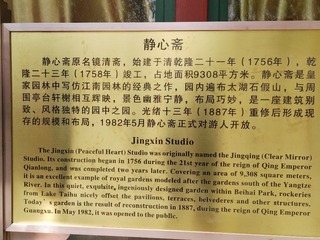 静心斋
静心斋原名镜清斋，始建于清乾隆二十一年（1756年），乾
隆二十三年（1758年）竣工，占地面积9308平方米。静心斋是皇
家园林中写仿江南园林的经典之作，园内遍布太湖石假山，与周
围亭台轩榭相互辉映，景色幽雅宁静，布局巧妙，是一座建筑别
致、风格独特的园中之园。光绪十三年（1887年）重修后形成现
存的规模和布局，1982年5月静心斋正式对游人开放。
Jingxin Studio
The Jingxin (Peaceful Heart) Studio was originally named the Jingqing (Clear Mirror)
Studio. Its construction began in 1756 during the 21st year of the reign of Qing Emperor
Qianlong, and was completed two years later. Covering an area of 9,308 square meters,
it is an excellent example of royal gardens modeled after the gardens south of the Yangtze
River. In this quiet, exquisite, ingeniously designed garden within Beihai Park, rockeries
from Lake Taihu nicely offset the pavilions, terraces, belvederes and other structures.
Today's garden is the result of reconstruction in 1887, during the reign of Qing Emperor
Guangxu. In May 1982, it was opened to the public.